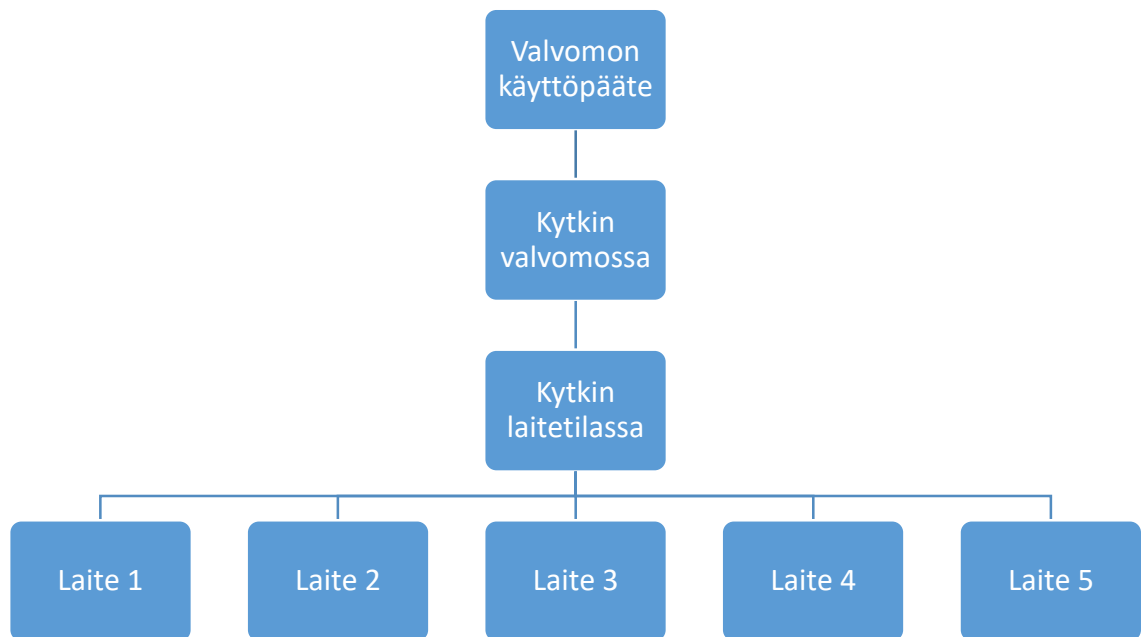 Valvomon
käyttöpääte
Kytkin
valvomossa
Kytkin
laitetilassa
Laite 1
Laite 2
Laite 3
Laite 4
Laite 5